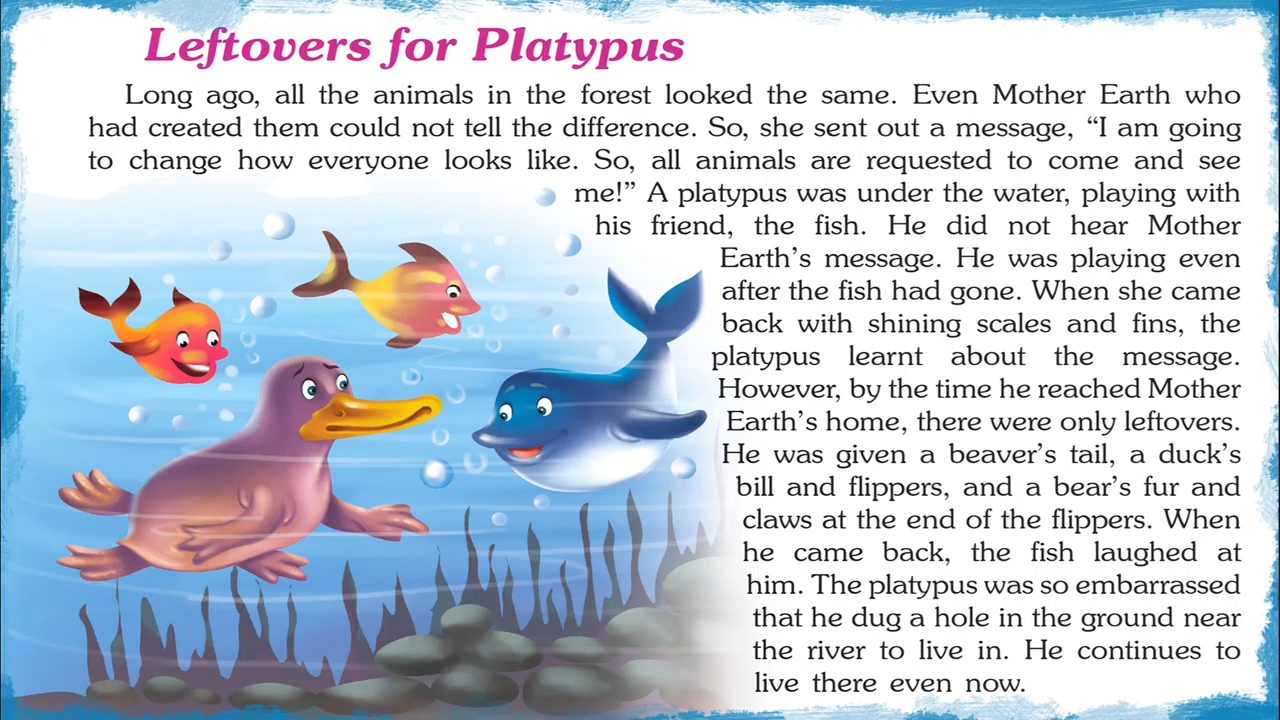 Leftovers for Platypus
Long ago, all the animals in the forest looked the same. Even Mother Earth who
had created them could not tell the difference. So, she sent out a message, “I am going
to change how everyone looks like. So, all animals are requested to come and see
me!” A platypus was under the water, playing with
his friend, the fish. He did not hear Mother
Earth’s message. He was playing even
after the fish had gone. When she came
back with shining scales and fins, the
platypus learnt about the message.
However, by the time he reached Mother
Earth’s home, there were only leftovers.
He was given a beaver’s tail, a duck’s
bill and flippers, and a bear’s fur and
claws at the end of the flippers. When
he came back, the fish laughed at
him. The platypus was so embarrassed
that he dug a hole in the ground near
the river to live in. He continues to
live there even now.